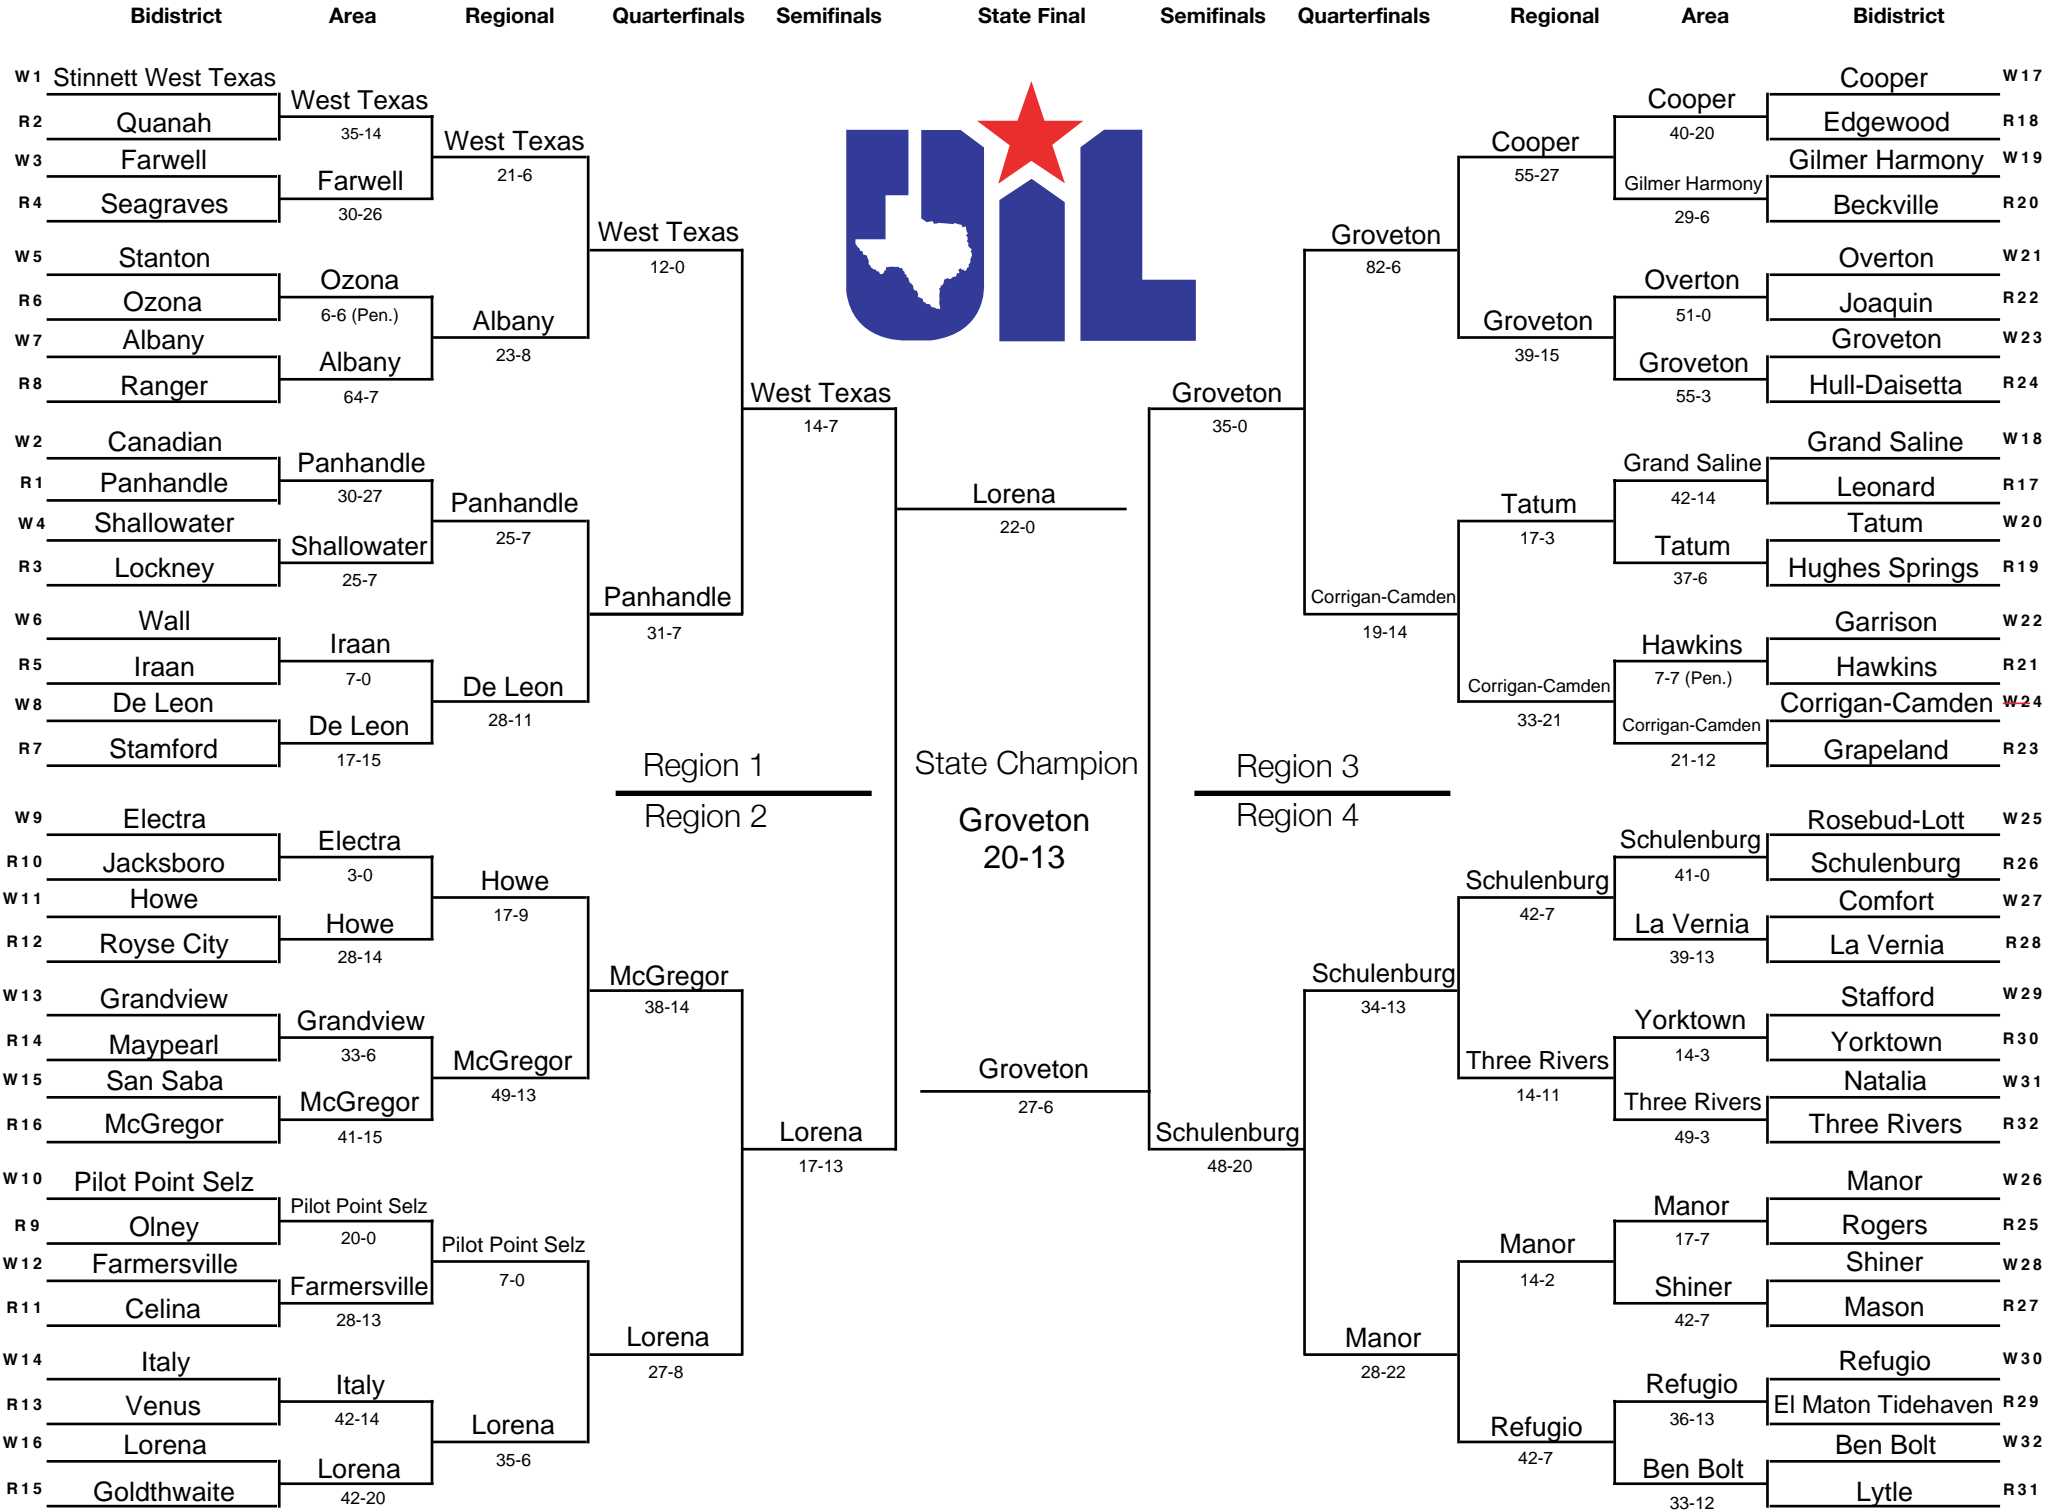 Bidistrict Area Regional Quarterfinals Semifinals State Final Semifinals Quarterfinals Regional Area Bidistrict
W1 Stinnett West Texas
R2 Quanah
W3 Farwell
R4 Seagraves
W5 Stanton
R6 Ozona
W7 Albany
R8 Ranger
W2 Canadian
R1 Panhandle
W4 Shallowater
R3 Lockney
W6 Wall
R5 Iraan
W8 De Leon
R7 Stamford
W9 Electra
R10 Jacksboro
W11 Howe
R12 Royse City
W13 Grandview
R14 Maypearl
W15 San Saba
R16 McGregor
W10 Pilot Point Selz
R9 Olney
W12 Farmersville
R11 Celina
W14 Italy
R13 Venus
W16 Lorena
R15 Goldthwaite
West Texas
35-14
Farwell
30-26
Ozona
6-6 (Pen.)
Albany
64-7
Panhandle
30-27
Shallowater
25-7
Iraan
7-0
De Leon
17-15
Electra
3-0
Howe
28-14
Grandview
33-6
McGregor
41-15
Pilot Point Selz
20-0
Farmersville
28-13
Italy
42-14
Lorena
42-20
West Texas
21-6
Albany
23-8
Panhandle
25-7
De Leon
28-11
Howe
17-9
McGregor
49-13
Pilot Point Selz
7-0
Lorena
35-6
West Texas
12-0
Panhandle
31-7
McGregor
38-14
Lorena
27-8
Region 1
Region 2
West Texas
14-7
Lorena
17-13
UIL
Lorena
22-0
State Champion
Groveton
20-13
Groveton
27-6
Groveton
35-0
Schulenburg
48-20
Region 3
Region 4
Groveton
82-6
Corrigan-Camden
19-14
Schulenburg
34-13
Manor
28-22
Cooper
55-27
Groveton
39-15
Tatum
17-3
Corrigan-Camden
33-21
Schulenburg
42-7
Three Rivers
14-11
Manor
14-2
Refugio
42-7
Cooper
40-20
Gilmer Harmony
29-6
Overton
51-0
Groveton
55-3
Grand Saline
42-14
Tatum
37-6
Hawkins
7-7 (Pen.)
Corrigan-Camden
21-12
Schulenburg
41-0
La Vernia
39-13
Yorktown
14-3
Three Rivers
49-3
Manor
17-7
Shiner
42-7
Refugio
36-13
Ben Bolt
33-12
Cooper W17
Edgewood R18
Gilmer Harmony W19
Beckville R20
Overton W21
Joaquin R22
Groveton W23
Hull-Daisetta R24
Grand Saline W18
Leonard R17
Tatum W20
Hughes Springs R19
Garrison W22
Hawkins R21
Corrigan-Camden W24
Grapeland R23
Rosebud-Lott W25
Schulenburg R26
Comfort W27
La Vernia R28
Stafford W29
Yorktown R30
Natalia W31
Three Rivers R32
Manor W26
Rogers R25
Shiner W28
Mason R27
Refugio W30
El Maton Tidehaven R29
Ben Bolt W32
Lytle R31